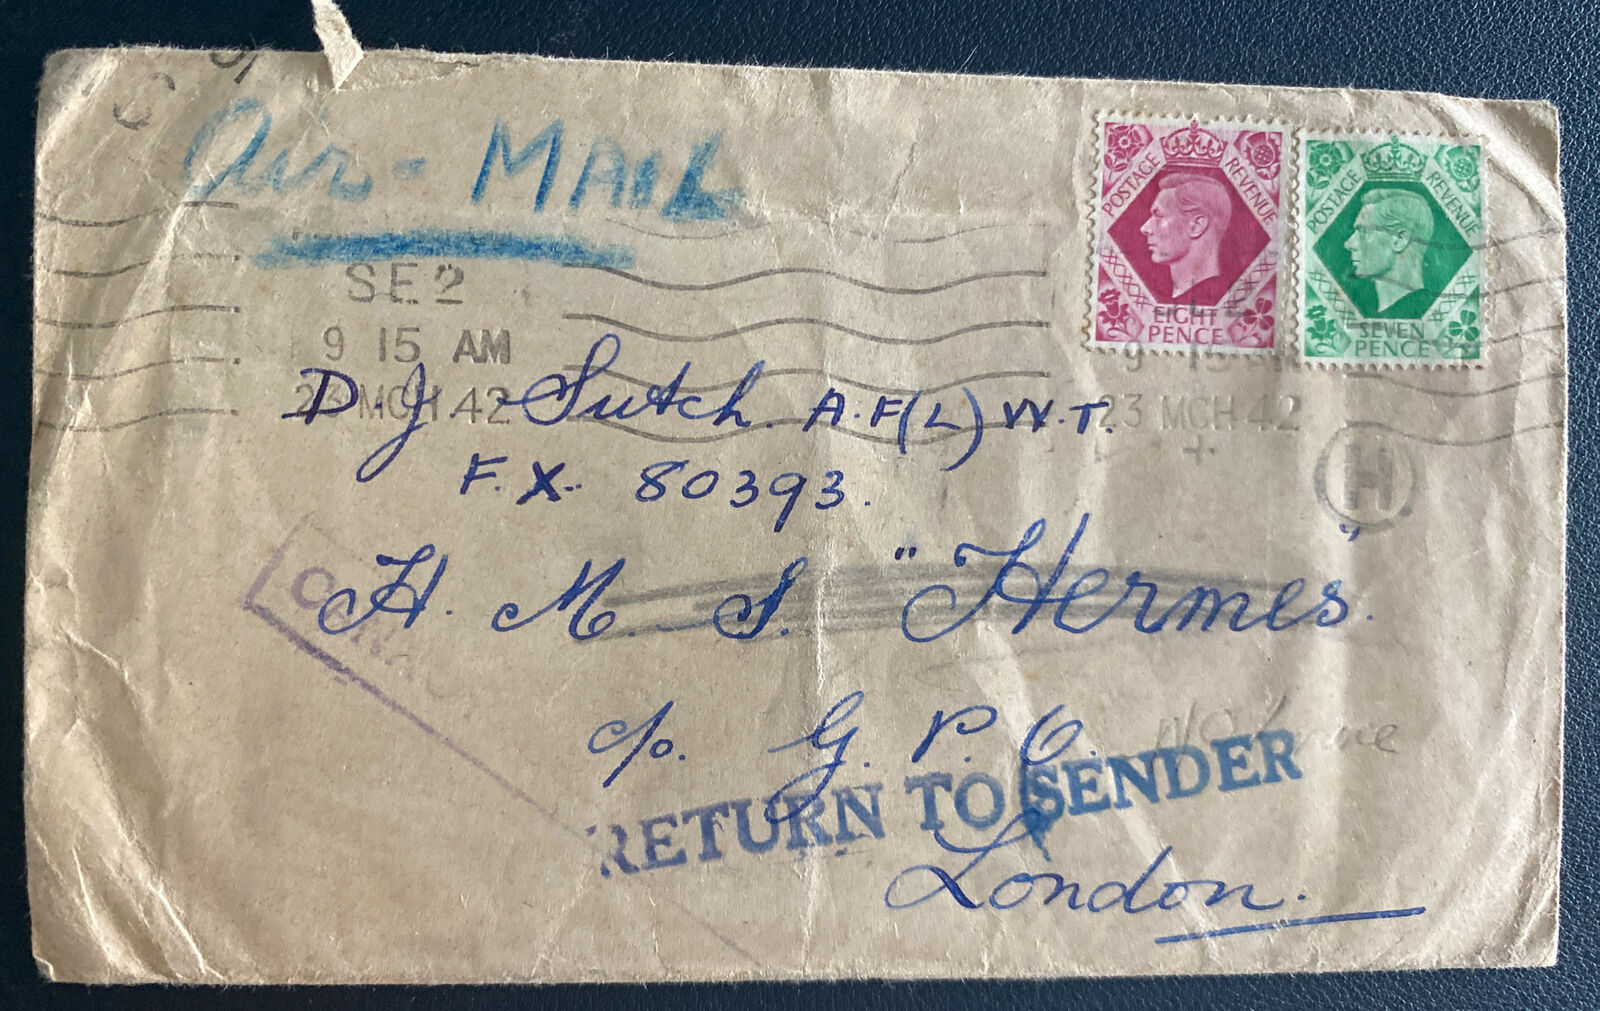 Air-MAIL
POSTAGE REVENUE
EIGHT
PENCE
POSTAGE REVENUE
SEVEN
PENCE
SE2
9 15 AM
23 MCH 42
23 MCH 42
H
D J Sutch. A.F(L) W.T.
F.X. 80393.
H. M. S. "Hermes."
c/o. G. P. O.
RETURN TO SENDER
London.